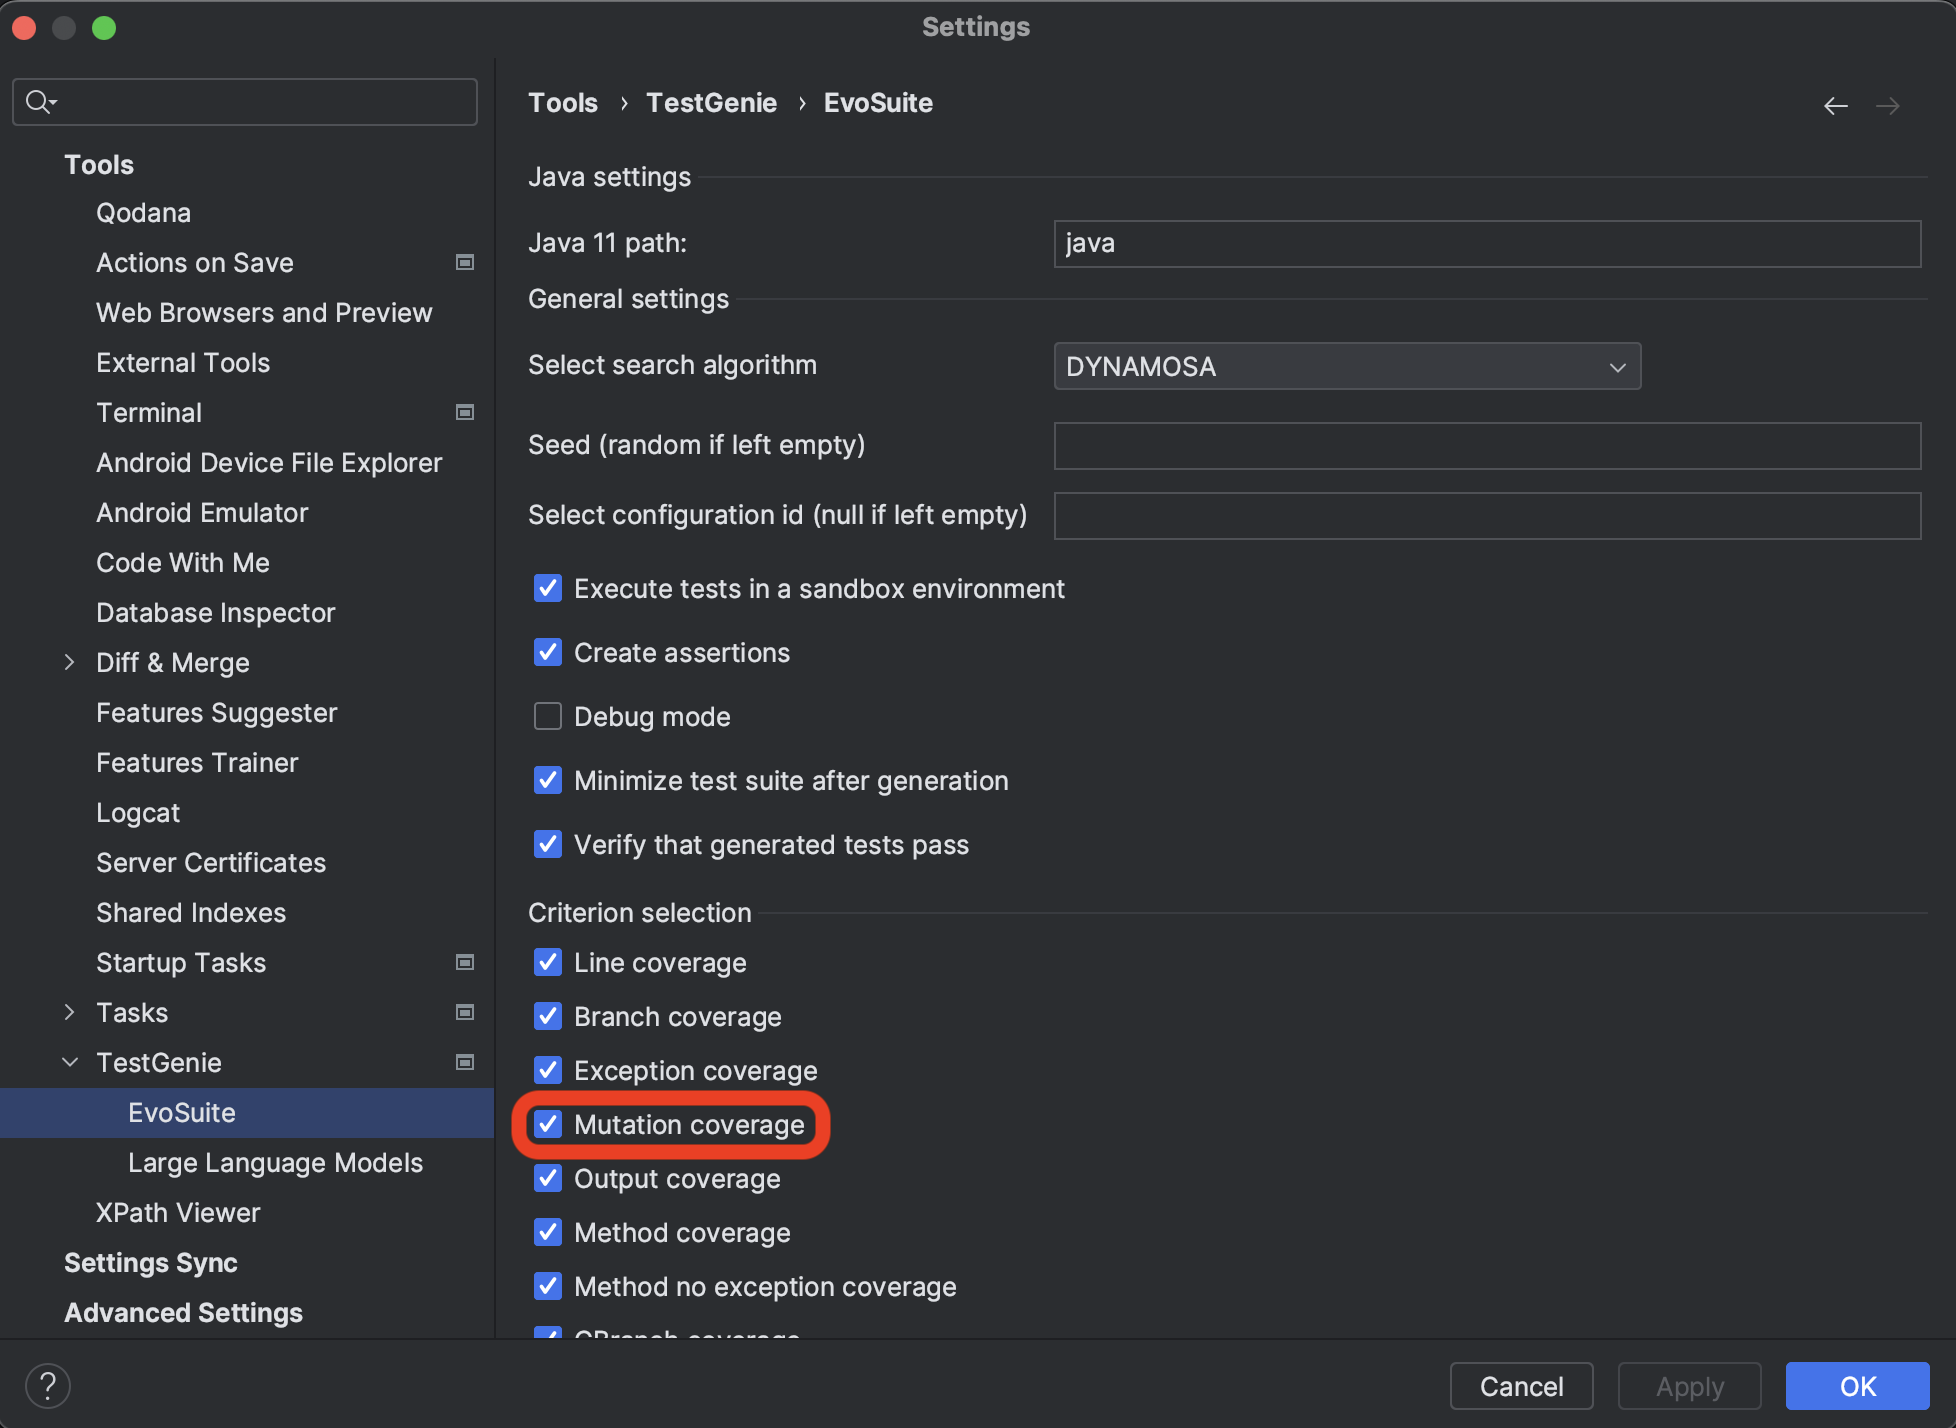 Settings
Tools
Qodana
Actions on Save
Web Browsers and Preview
External Tools
Terminal
Android Device File Explorer
Android Emulator
Code With Me
Database Inspector
Diff & Merge
Features Suggester
Features Trainer
Logcat
Server Certificates
Shared Indexes
Startup Tasks
Tasks
TestGenie
EvoSuite
Large Language Models
XPath Viewer
Settings Sync
Advanced Settings
Tools › TestGenie › EvoSuite
Java settings
Java 11 path: java
General settings
Select search algorithm DYNAMOSA
Seed (random if left empty)
Select configuration id (null if left empty)
Execute tests in a sandbox environment
Create assertions
Debug mode
Minimize test suite after generation
Verify that generated tests pass
Criterion selection
Line coverage
Branch coverage
Exception coverage
Mutation coverage
Output coverage
Method coverage
Method no exception coverage
CBranch coverage
? Cancel Apply OK